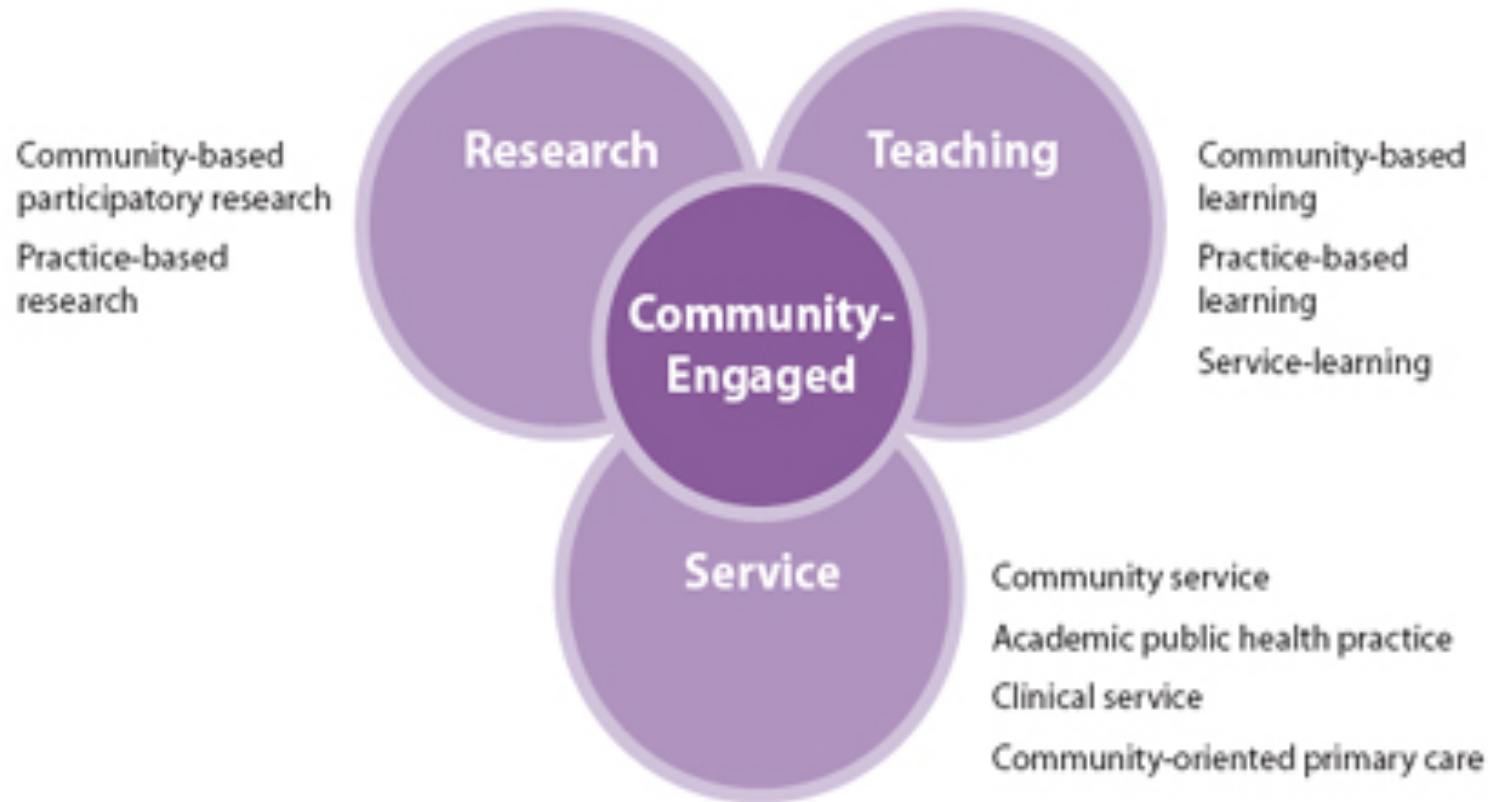 Research
Teaching
Community-based
participatory research
Practice-based
research
Community-based
learning
Practice-based
learning
Service-learning
Community-
Engaged
Service
Community service
Academic public health practice
Clinical service
Community-oriented primary care